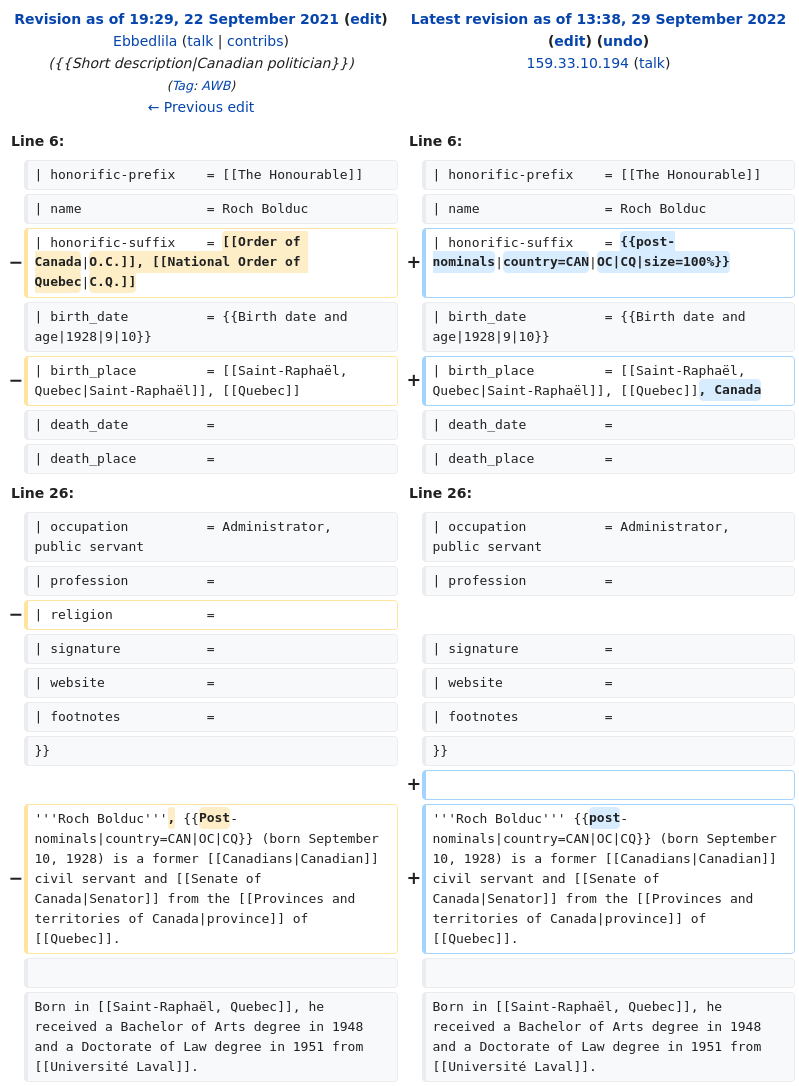 Revision as of 19:29, 22 September 2021 (edit)
Ebbedlila (talk | contribs)
({{Short description|Canadian politician}})
(Tag: AWB)
← Previous edit
Latest revision as of 13:38, 29 September 2022
(edit) (undo)
159.33.10.194 (talk)
Line 6:
Line 6:
| honorific-prefix    = [[The Honourable]]
| honorific-prefix    = [[The Honourable]]
| name                = Roch Bolduc
| name                = Roch Bolduc
−
| honorific-suffix    = [[Order of
Canada|O.C.]], [[National Order of
Quebec|C.Q.]]
+
| honorific-suffix    = {{post-
nominals|country=CAN|OC|CQ|size=100%}}
| birth_date          = {{Birth date and
age|1928|9|10}}
| birth_date          = {{Birth date and
age|1928|9|10}}
−
| birth_place         = [[Saint-Raphaël,
Quebec|Saint-Raphaël]], [[Quebec]]
+
| birth_place         = [[Saint-Raphaël,
Quebec|Saint-Raphaël]], [[Quebec]], Canada
| death_date          =
| death_date          =
| death_place         =
| death_place         =
Line 26:
Line 26:
| occupation          = Administrator,
public servant
| occupation          = Administrator,
public servant
| profession          =
| profession          =
−
| religion            =
| signature           =
| signature           =
| website             =
| website             =
| footnotes           =
| footnotes           =
}}
}}
+
−
'''Roch Bolduc''', {{Post-
nominals|country=CAN|OC|CQ}} (born September
10, 1928) is a former [[Canadians|Canadian]]
civil servant and [[Senate of
Canada|Senator]] from the [[Provinces and
territories of Canada|province]] of
[[Quebec]].
+
'''Roch Bolduc''' {{post-
nominals|country=CAN|OC|CQ}} (born September
10, 1928) is a former [[Canadians|Canadian]]
civil servant and [[Senate of
Canada|Senator]] from the [[Provinces and
territories of Canada|province]] of
[[Quebec]].
Born in [[Saint-Raphaël, Quebec]], he
received a Bachelor of Arts degree in 1948
and a Doctorate of Law degree in 1951 from
[[Université Laval]].
Born in [[Saint-Raphaël, Quebec]], he
received a Bachelor of Arts degree in 1948
and a Doctorate of Law degree in 1951 from
[[Université Laval]].